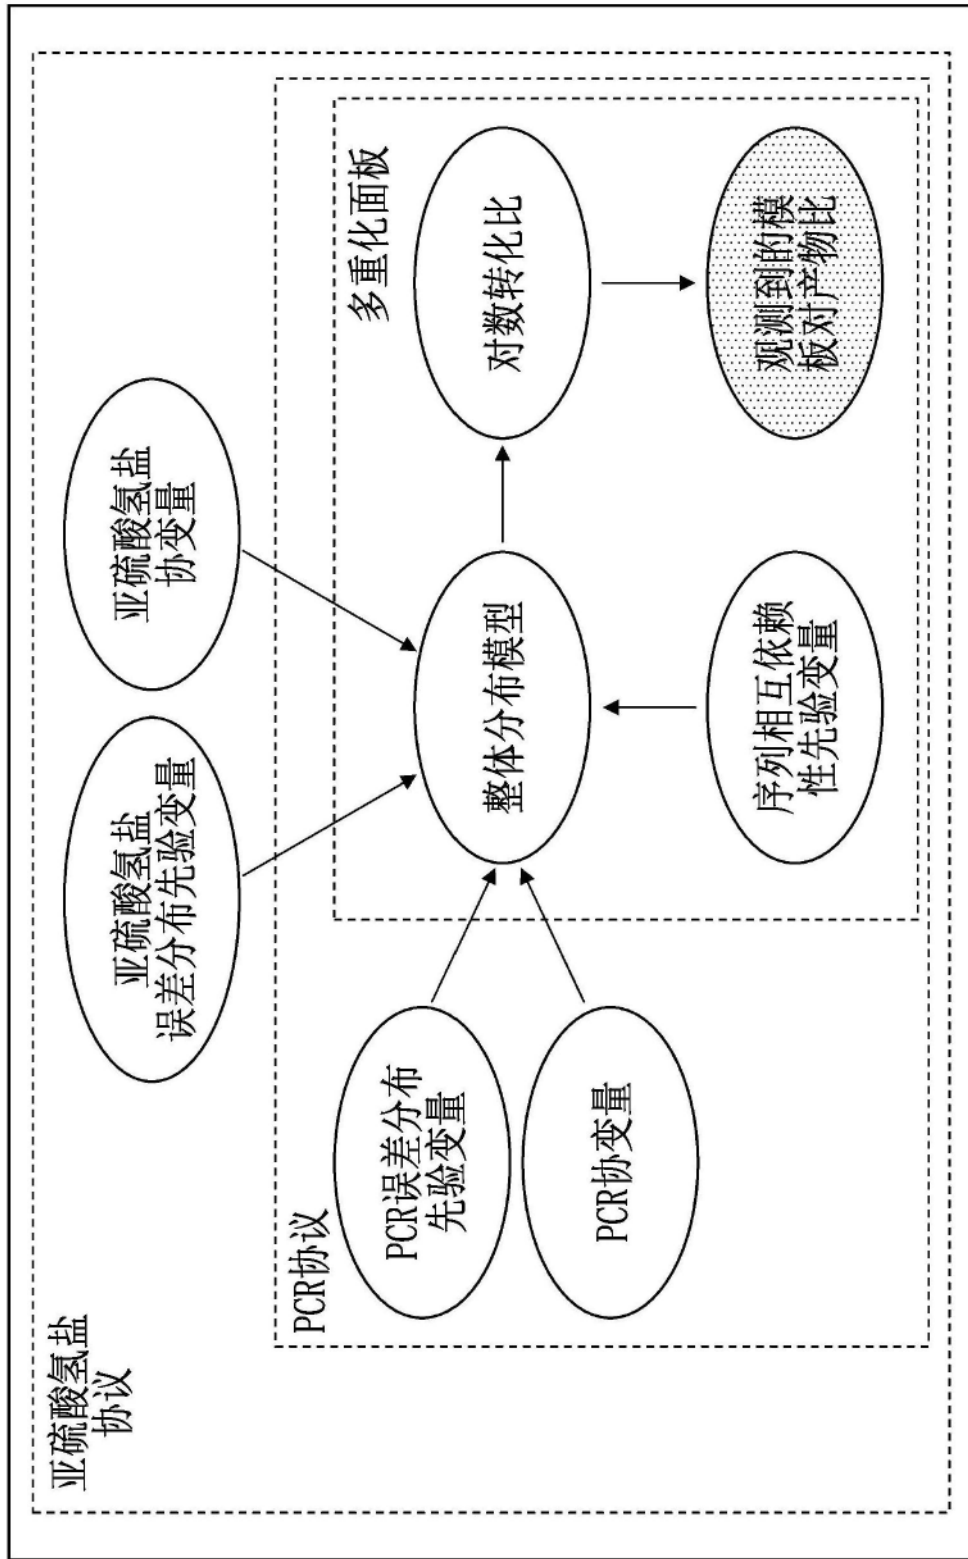 亚硫酸氢盐
协议
亚硫酸氢盐
误差分布先验变量
亚硫酸氢盐
协变量
PCR协议
多重化面板
PCR误差分布
先验变量
整体分布模型
对数转化比
PCR协变量
序列相互依赖
性先验变量
观测到的模
板对产物比